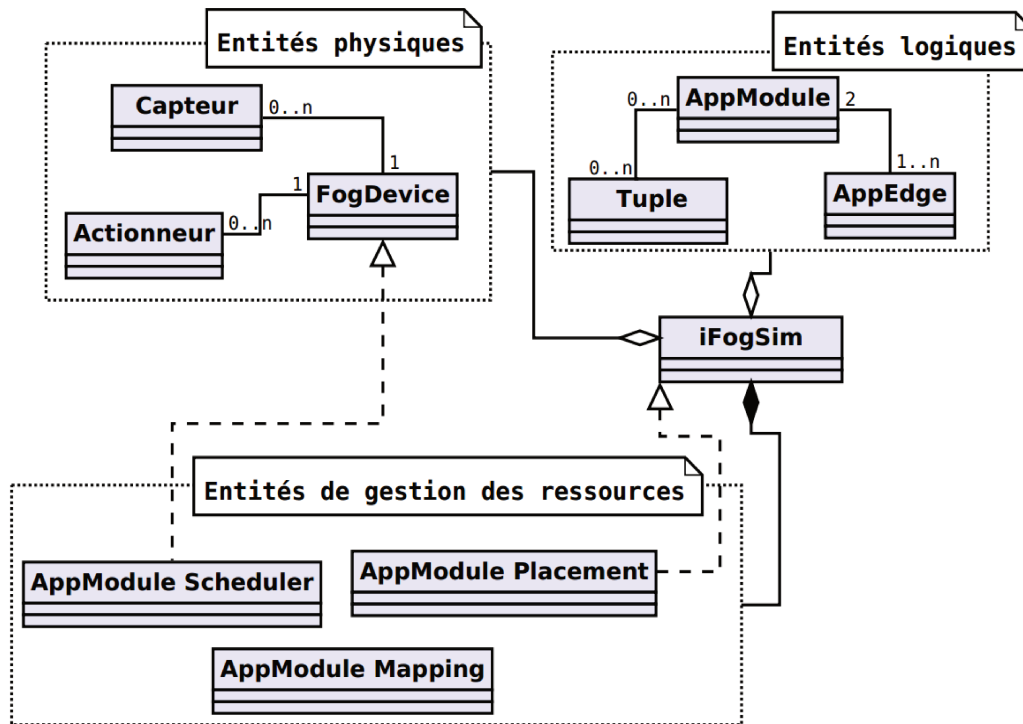 Entités physiques
Entités logiques
Capteur
0..n
1
FogDevice
1
0..n
Actionneur
AppModule
0..n
2
0..n
1..n
Tuple
AppEdge
iFogSim
Entités de gestion des ressources
AppModule Scheduler
AppModule Placement
AppModule Mapping